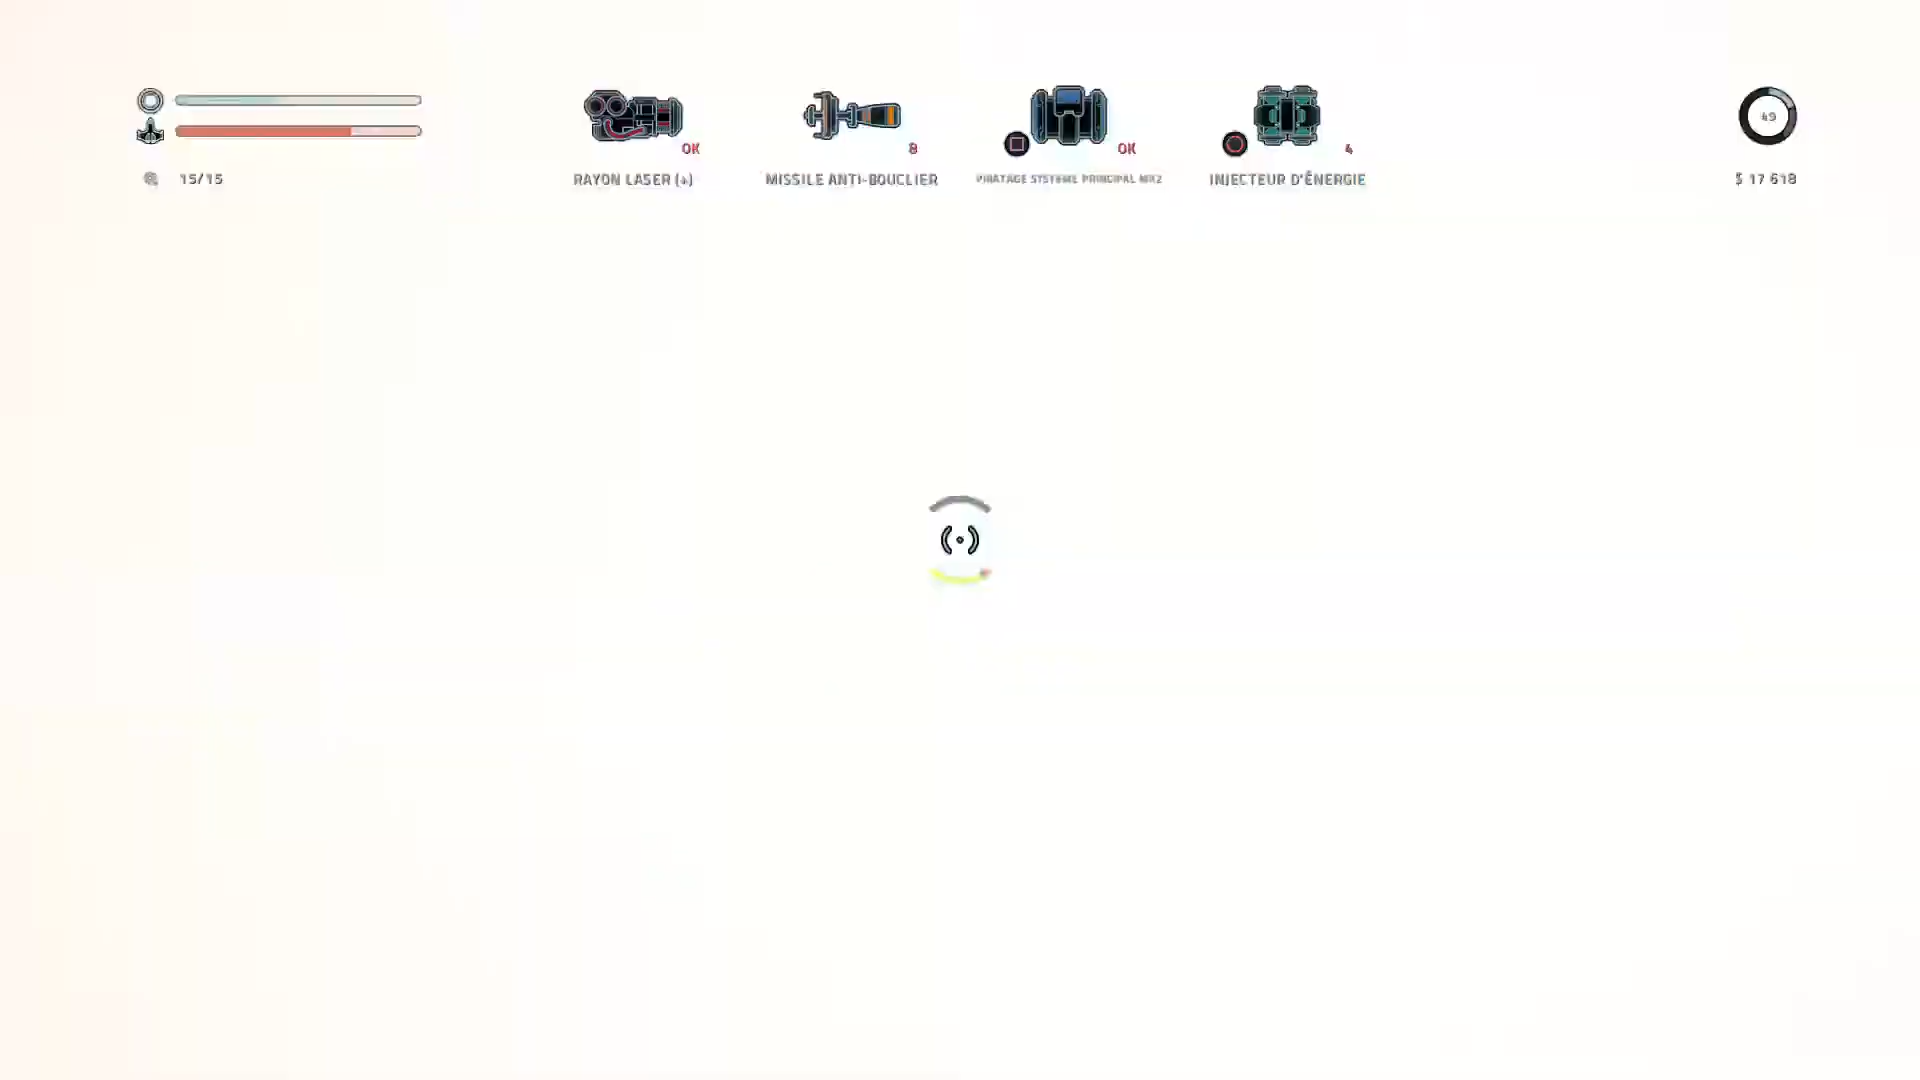 OK
8
OK
4
49
15/15
RAYON LASER (+)
MISSILE ANTI-BOUCLIER
PIRATAGE SYSTÈME PRINCIPAL MK2
INJECTEUR D'ÉNERGIE
$ 17 618